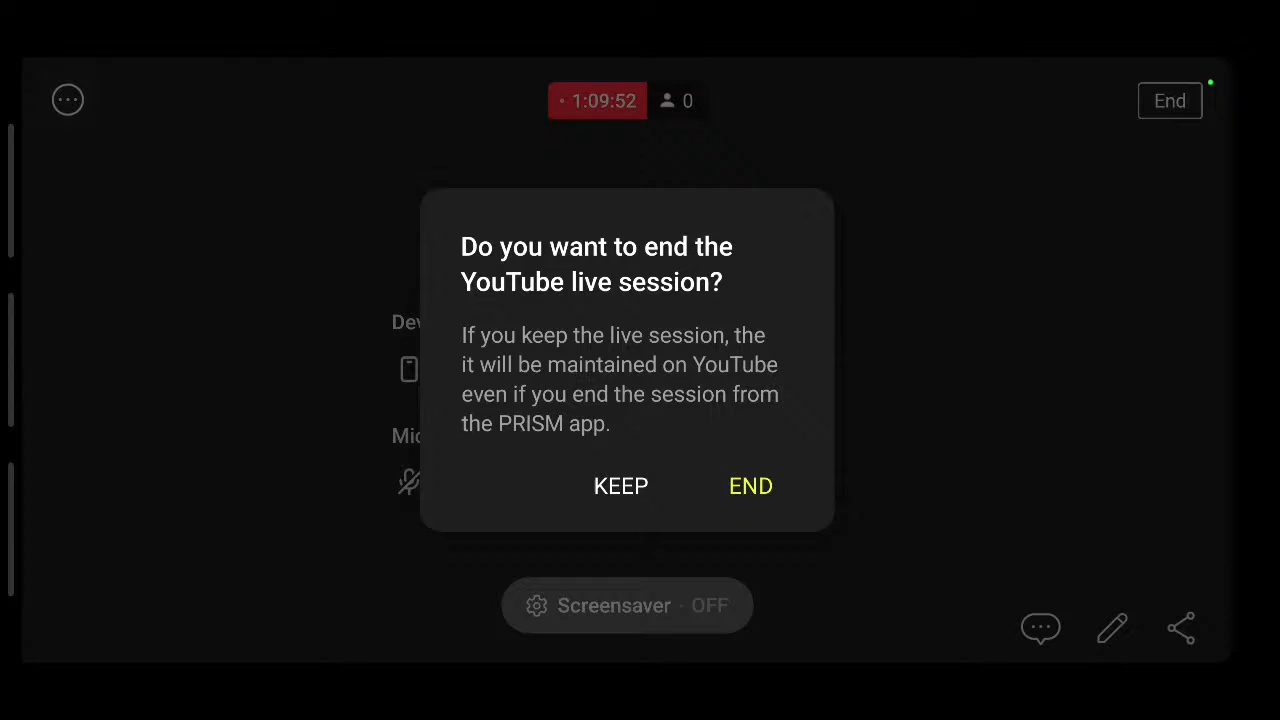 1:09:52 0
End
Do you want to end the
YouTube live session?
Dev
If you keep the live session, the
it will be maintained on YouTube
even if you end the session from
the PRISM app.
Mic
KEEP END
Screensaver · OFF